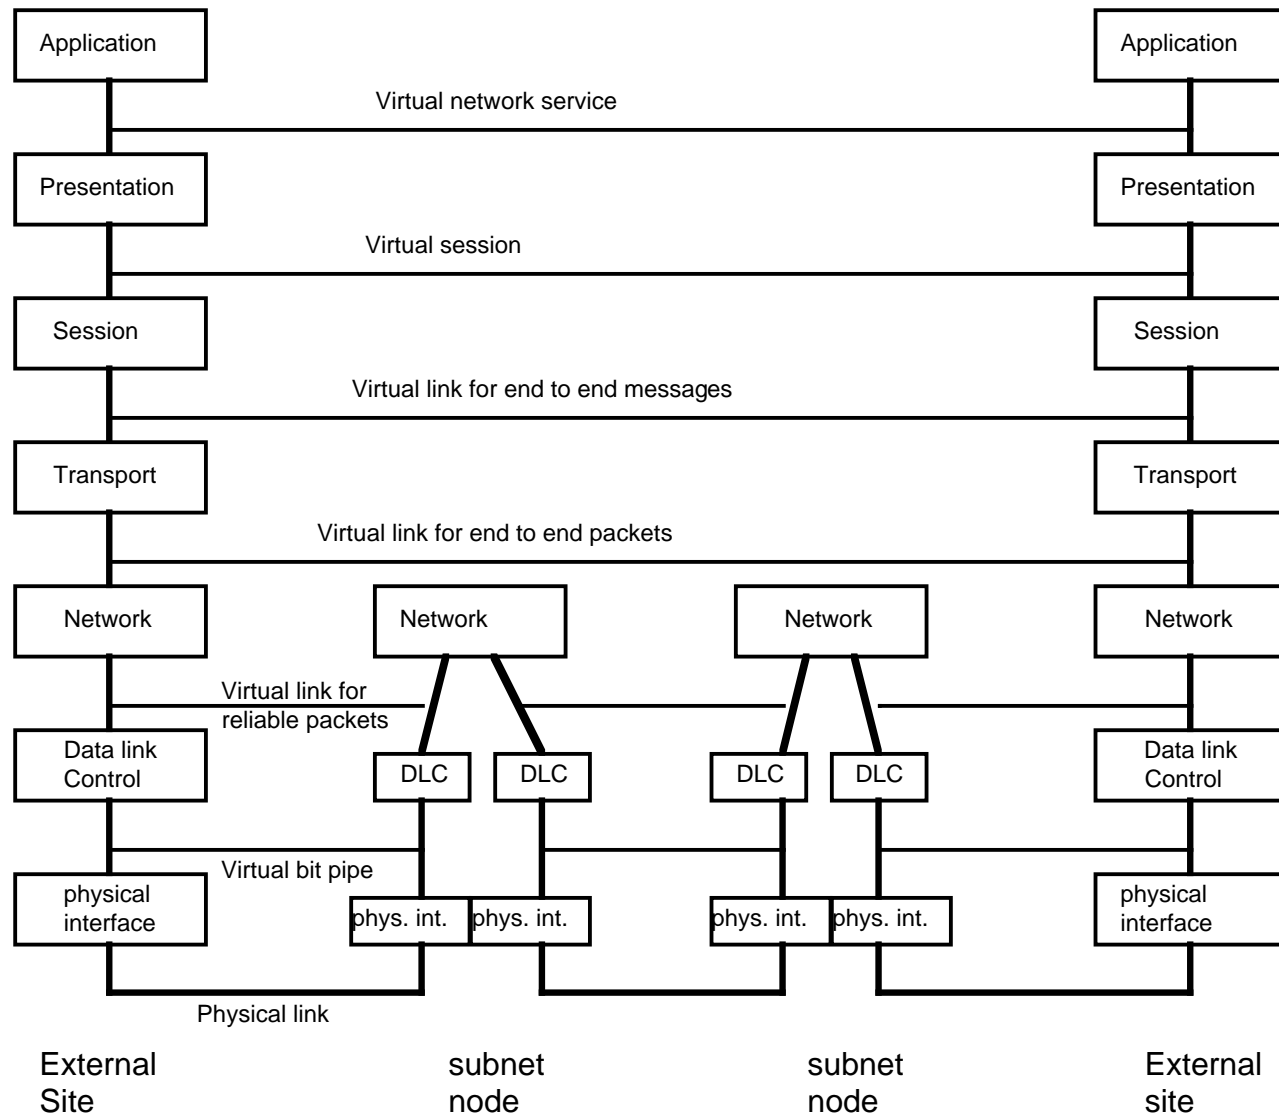 Application
Application
Virtual network service
Presentation
Presentation
Virtual session
Session
Session
Virtual link for end to end messages
Transport
Transport
Virtual link for end to end packets
Network
Network
Network
Network
Virtual link for
reliable packets
Data link
Control
DLC
DLC
DLC
DLC
Data link
Control
Virtual bit pipe
physical
interface
phys. int.
phys. int.
phys. int.
phys. int.
physical
interface
Physical link
External
Site
subnet
node
subnet
node
External
site